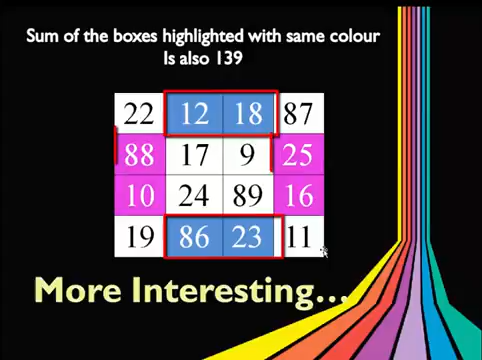 Sum of the boxes highlighted with same colour
Is also 139
22 12 18 87
88 17 9 25
10 24 89 16
19 86 23 11
More Interesting...